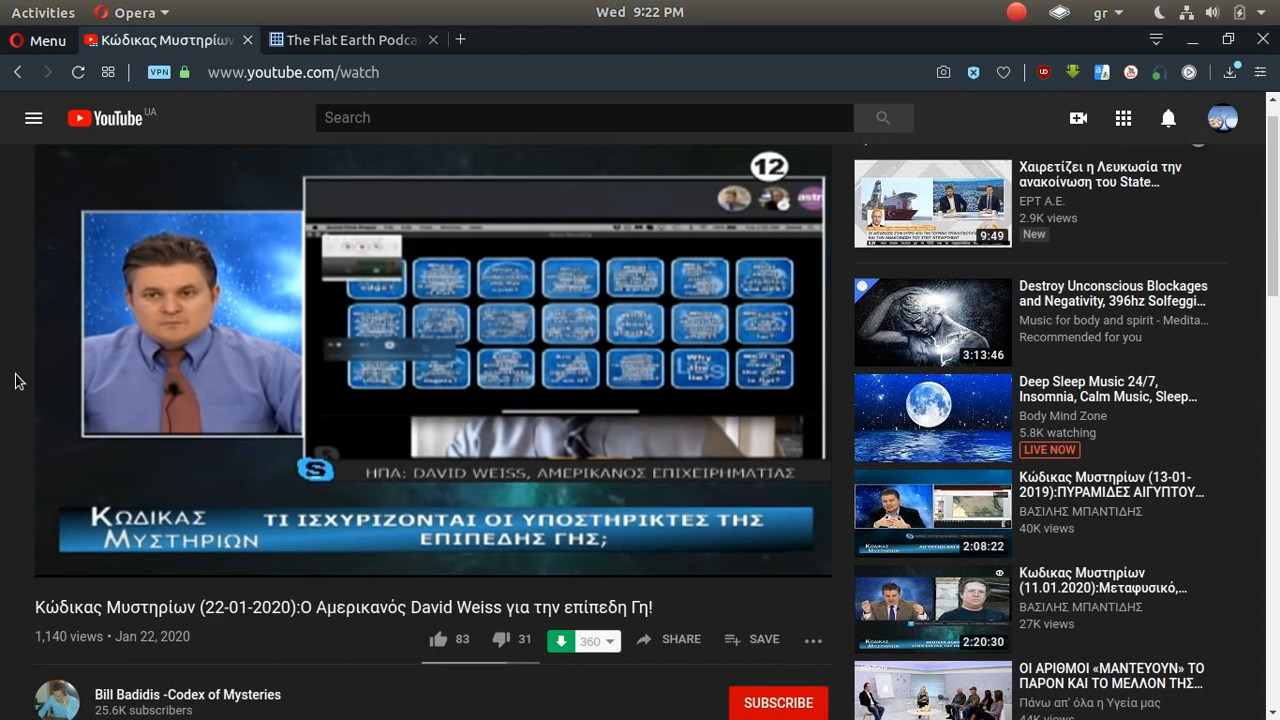 Activities Opera Wed 9:22 PM gr
Menu Κώδικας Μυστηρίων The Flat Earth Podca
VPN www.youtube.com/watch
YouTube UA Search
12
astr
ΗΠΑ: DAVID WEISS, ΑΜΕΡΙΚΑΝΟΣ ΕΠΙΧΕΙΡΗΜΑΤΙΑΣ
ΚΩΔΙΚΑΣ
ΜΥΣΤΗΡΙΩΝ
ΤΙ ΙΣΧΥΡΙΖΟΝΤΑΙ ΟΙ ΥΠΟΣΤΗΡΙΚΤΕΣ ΤΗΣ
ΕΠΙΠΕΔΗΣ ΓΗΣ;
Κώδικας Μυστηρίων (22-01-2020):Ο Αμερικανός David Weiss για την επίπεδη Γη!
1,140 views • Jan 22, 2020
83 31 360 SHARE SAVE
Bill Badidis -Codex of Mysteries
25.6K subscribers
SUBSCRIBE
Χαιρετίζει η Λευκωσία την
ανακοίνωση του State...
ΕΡΤ Α.Ε.
2.9K views
New
9:49
Destroy Unconscious Blockages
and Negativity, 396hz Solfeggi...
Music for body and spirit - Medita...
Recommended for you
3:13:46
Deep Sleep Music 24/7,
Insomnia, Calm Music, Sleep...
Body Mind Zone
5.8K watching
LIVE NOW
Κώδικας Μυστηρίων (13-01-
2019):ΠΥΡΑΜΙΔΕΣ ΑΙΓΥΠΤΟΥ...
ΒΑΣΙΛΗΣ ΜΠΑΝΤΙΔΗΣ
40K views
2:08:22
Κωδικας Μυστηρίων
(11.01.2020):Μεταφυσικό,...
ΒΑΣΙΛΗΣ ΜΠΑΝΤΙΔΗΣ
27K views
2:20:30
ΟΙ ΑΡΙΘΜΟΙ «ΜΑΝΤΕΥΟΥΝ» ΤΟ
ΠΑΡΟΝ ΚΑΙ ΤΟ ΜΕΛΛΟΝ ΤΗΣ...
Πάνω απ' όλα η Υγεία μας
44K views